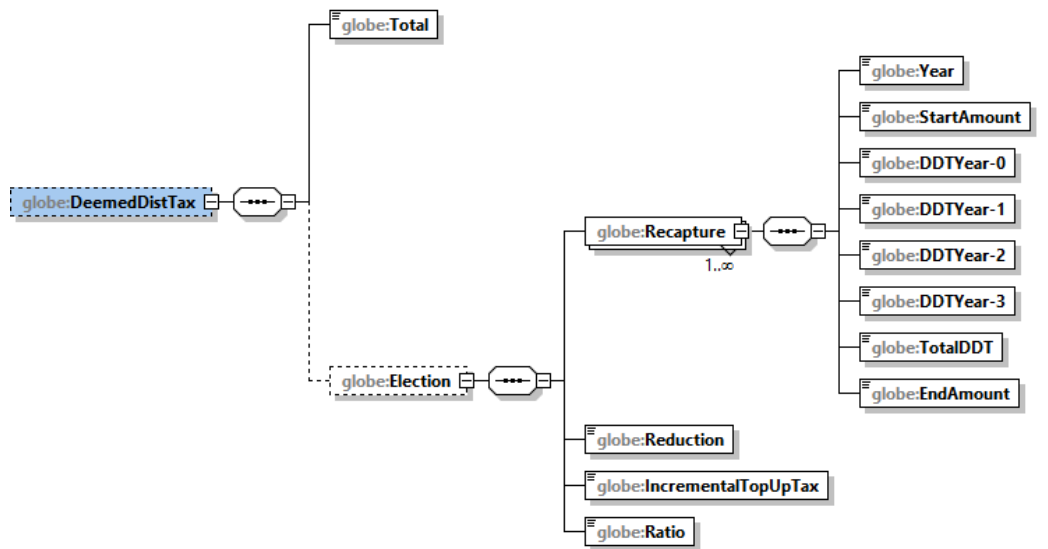 globe:Total
globe:Year
globe:StartAmount
globe:DDTYear-0
globe:DeemedDistTax
globe:DDTYear-1
globe:Recapture
1..∞
globe:DDTYear-2
globe:DDTYear-3
globe:TotalDDT
globe:Election
globe:EndAmount
globe:Reduction
globe:IncrementalTopUpTax
globe:Ratio